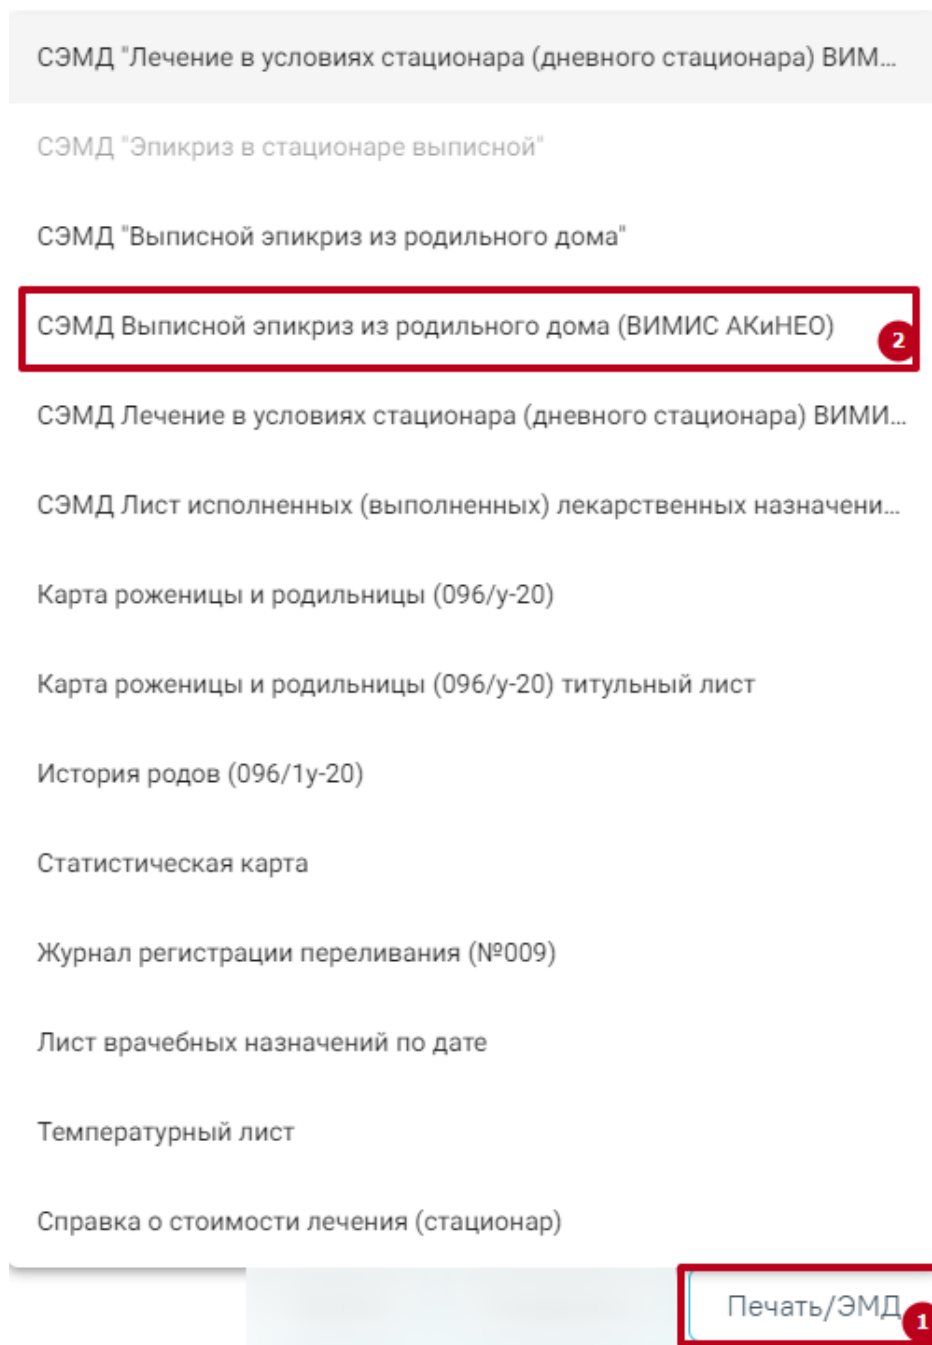 СЭМД "Лечение в условиях стационара (дневного стационара) ВИМ...
СЭМД "Эпикриз в стационаре выписной"
СЭМД "Выписной эпикриз из родильного дома"
СЭМД Выписной эпикриз из родильного дома (ВИМИС АКиНЕО)
2
СЭМД Лечение в условиях стационара (дневного стационара) ВИМИ...
СЭМД Лист исполненных (выполненных) лекарственных назначени...
Карта роженицы и родильницы (096/у-20)
Карта роженицы и родильницы (096/у-20) титульный лист
История родов (096/1у-20)
Статистическая карта
Журнал регистрации переливания (№009)
Лист врачебных назначений по дате
Температурный лист
Справка о стоимости лечения (стационар)
Печать/ЭМД
1